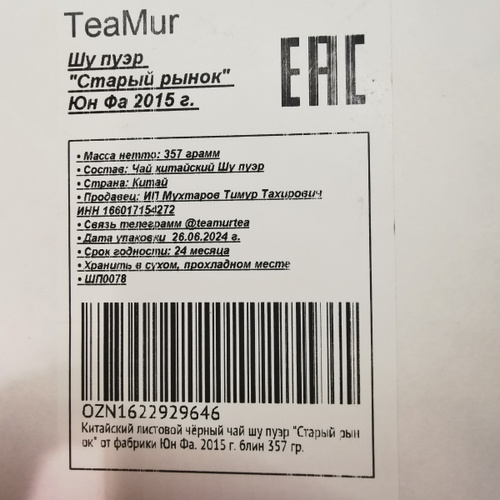 TeaMur
EAC
Шу пуэр
"Старый рынок"
Юн Фа 2015 г.
• Масса нетто: 357 грамм
• Состав: Чай китайский Шу пуэр
• Страна: Китай
• Продавец: ИП Мухтаров Тимур Тахирович
ИНН 166017154272
• Связь телеграмм @teamurtea
• Дата упаковки 26.06.2024 г.
• Срок годности: 24 месяца
• Хранить в сухом, прохладном месте
• ШП0078
OZN1622929646
Китайский листовой чёрный чай шу пуэр "Старый рын
ок" от фабрики Юн Фа. 2015 г. блин 357 гр.